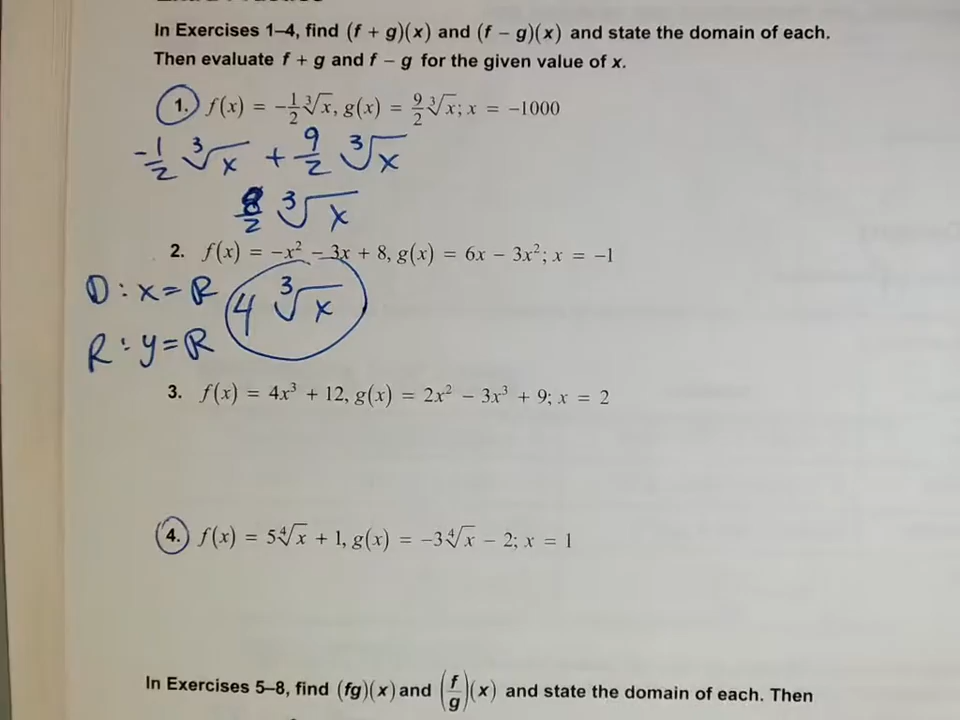 In Exercises 1–4, find (f + g)(x) and (f − g)(x) and state the domain of each.
Then evaluate f + g and f − g for the given value of x.
1. f(x) = −1/2 ∛x, g(x) = 9/2 ∛x; x = −1000
-1/2 ∛x + 9/2 ∛x
8/2 ∛x
2. f(x) = −x² − 3x + 8, g(x) = 6x − 3x²; x = −1
D: x = ℝ 4 ∛x
R: y = ℝ
3. f(x) = 4x³ + 12, g(x) = 2x² − 3x³ + 9; x = 2
4. f(x) = 5∜x + 1, g(x) = −3∜x − 2; x = 1
In Exercises 5–8, find (fg)(x) and (f/g)(x) and state the domain of each. Then